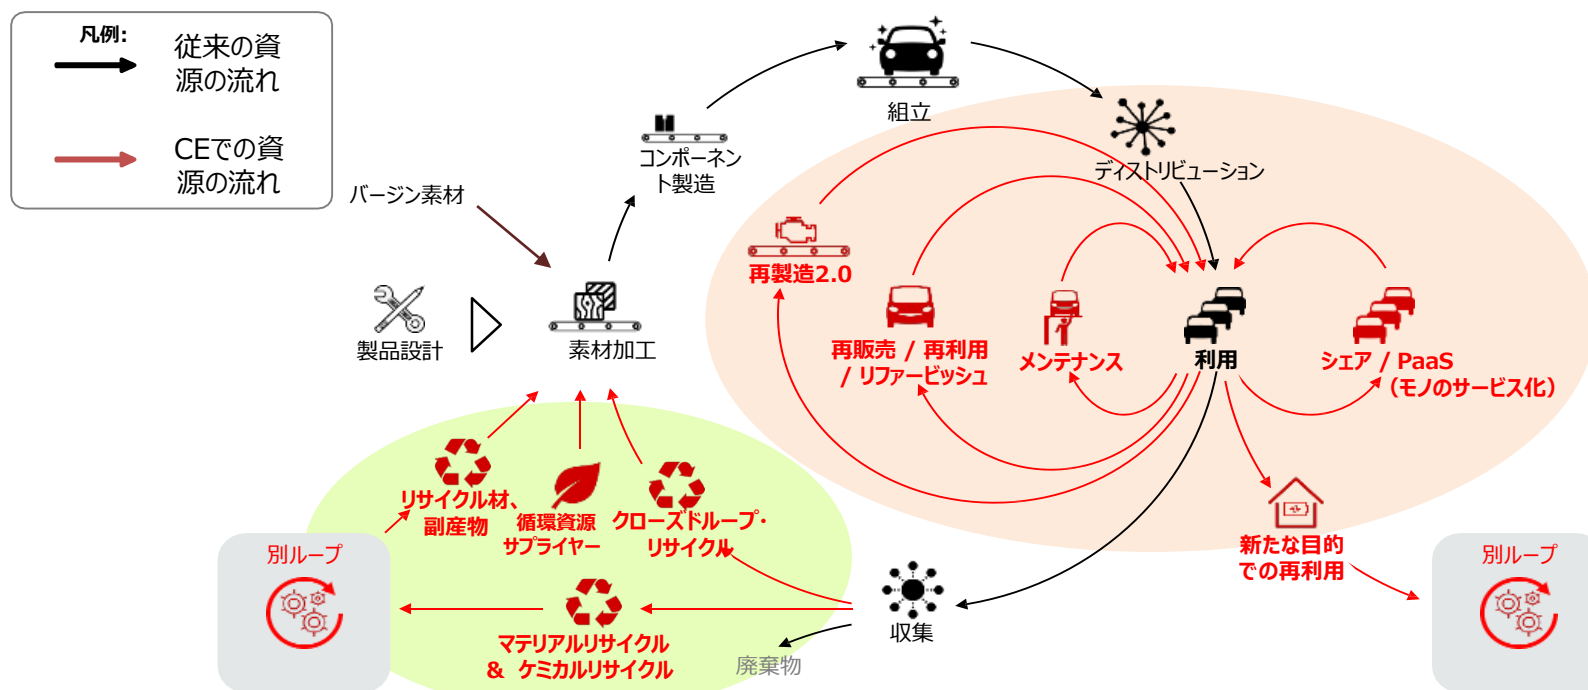 凡例:
従来の資
源の流れ
CEでの資
源の流れ
組立
コンポーネン
ト製造
ディストリビューション
バージン素材
再製造2.0
製品設計
素材加工
再販売 / 再利用
/ リファービッシュ
メンテナンス
利用
シェア / PaaS
（モノのサービス化）
リサイクル材、
副産物
循環資源
サプライヤー
クローズドループ・
リサイクル
別ループ
新たな目的
での再利用
別ループ
収集
マテリアルリサイクル
& ケミカルリサイクル
廃棄物